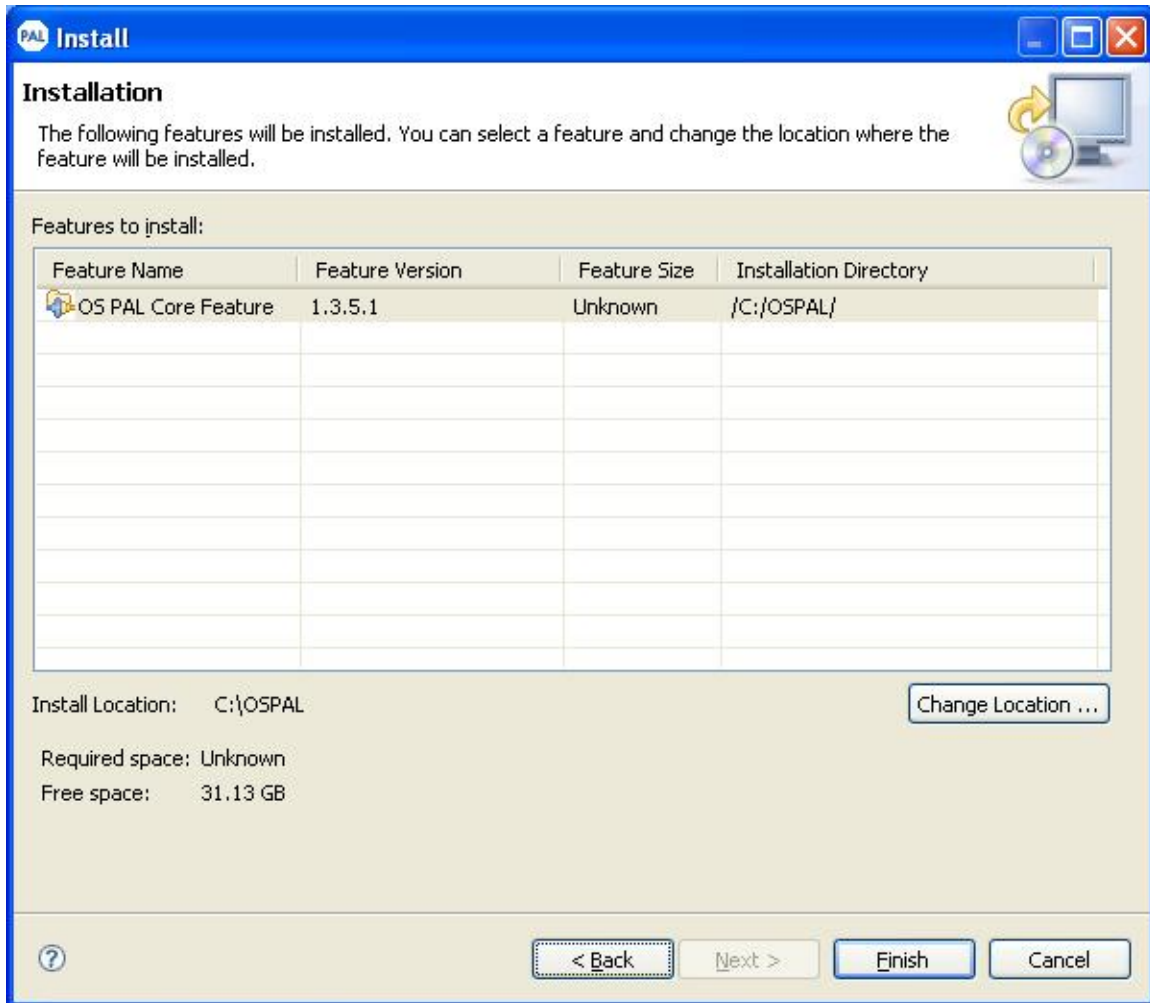 PAL Install
Installation
The following features will be installed. You can select a feature and change the location where the
feature will be installed.
Features to install:
Feature Name Feature Version Feature Size Installation Directory
OS PAL Core Feature 1.3.5.1 Unknown /C:/OSPAL/
Install Location: C:\OSPAL Change Location ...
Required space: Unknown
Free space: 31.13 GB
? < Back Next > Finish Cancel